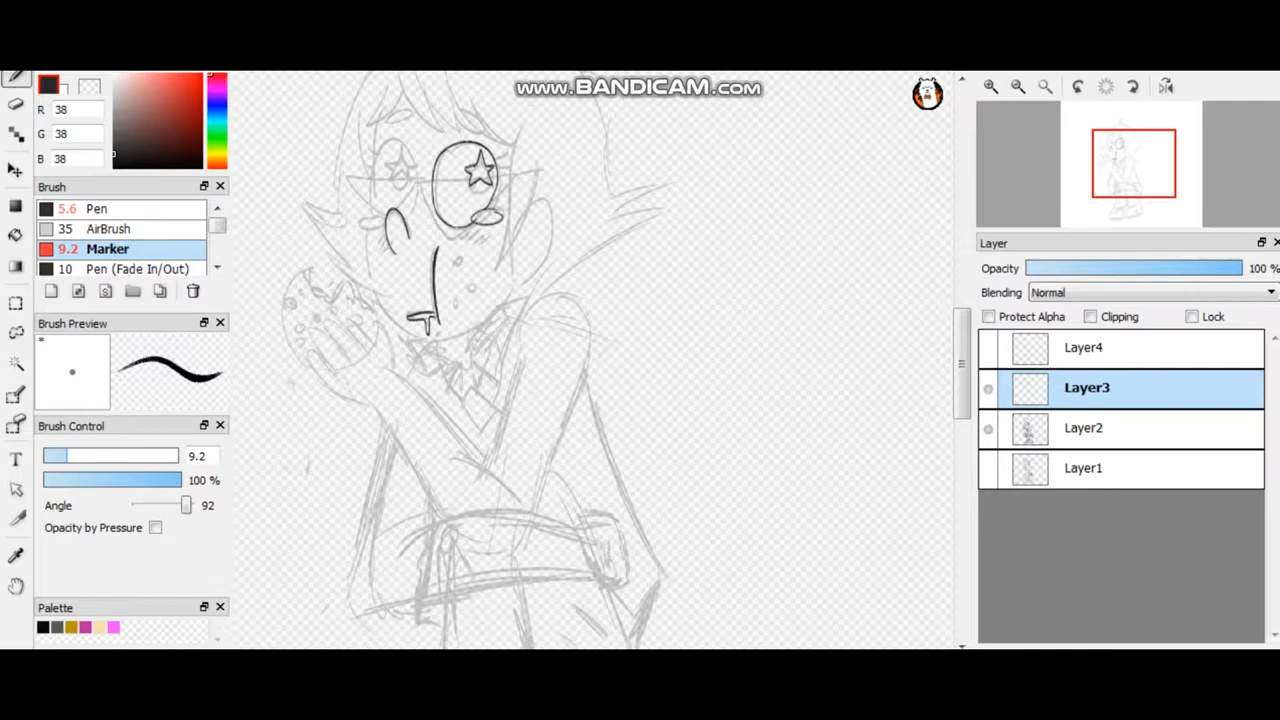 www.BANDICAM.com
R 38
G 38
B 38
Brush
5.6 Pen
35 AirBrush
9.2 Marker
10 Pen (Fade In/Out)
Brush Preview
*
Brush Control
9.2
100 %
Angle 92
Opacity by Pressure
Palette
T
Layer
Opacity 100 %
Blending Normal
Protect Alpha Clipping Lock
Layer4
Layer3
Layer2
Layer1